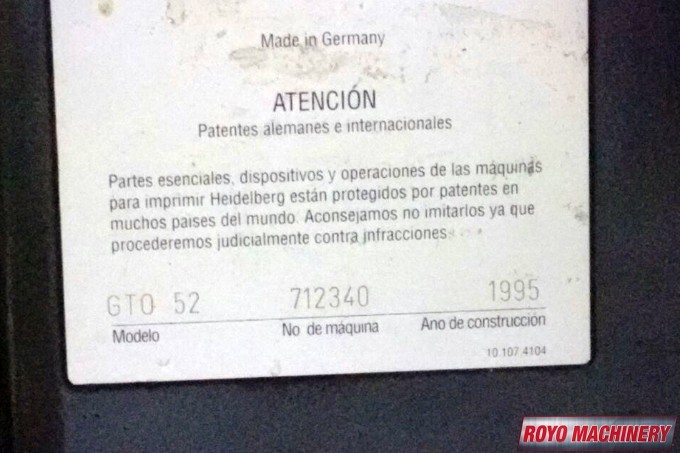 Made in Germany
ATENCIÓN
Patentes alemanes e internacionales
Partes esenciales, dispositivos y operaciones de las máquinas
para imprimir Heidelberg están protegidos por patentes en
muchos paises del mundo. Aconsejamos no imitarlos ya que
procederemos judicialmente contra infracciones.
GTO 52 712340 1995
Modelo No de máquina Ano de construcción
10.107.4104
ROYO MACHINERY